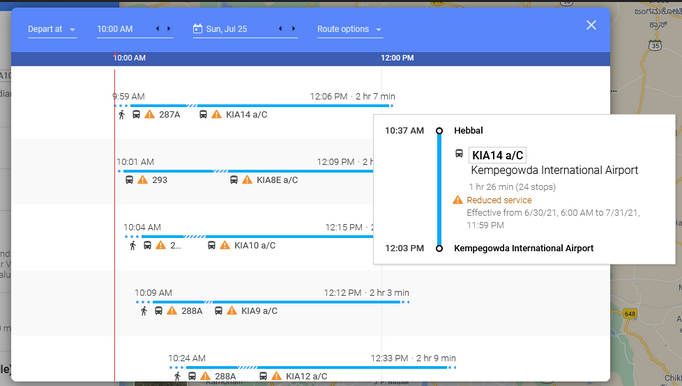 Depart at
10:00 AM
Sun, Jul 25
Route options
10:00 AM
12:00 PM
9:59 AM
12:06 PM · 2 hr 7 min
287A
KIA14 a/C
10:01 AM
12:09 PM · 2 h
293
KIA8E a/C
10:04 AM
12:15 PM · 2
2...
KIA10 a/C
10:09 AM
12:12 PM · 2 hr 3 min
288A
KIA9 a/C
10:24 AM
12:33 PM · 2 hr 9 min
288A
KIA12 a/C
10:37 AM
Hebbal
KIA14 a/C
Kempegowda International Airport
1 hr 26 min (24 stops)
Reduced service
Effective from 6/30/21, 6:00 AM to 7/31/21,
11:59 PM
12:03 PM
Kempegowda International Airport
ಕ್ರಾಸ್
35
648